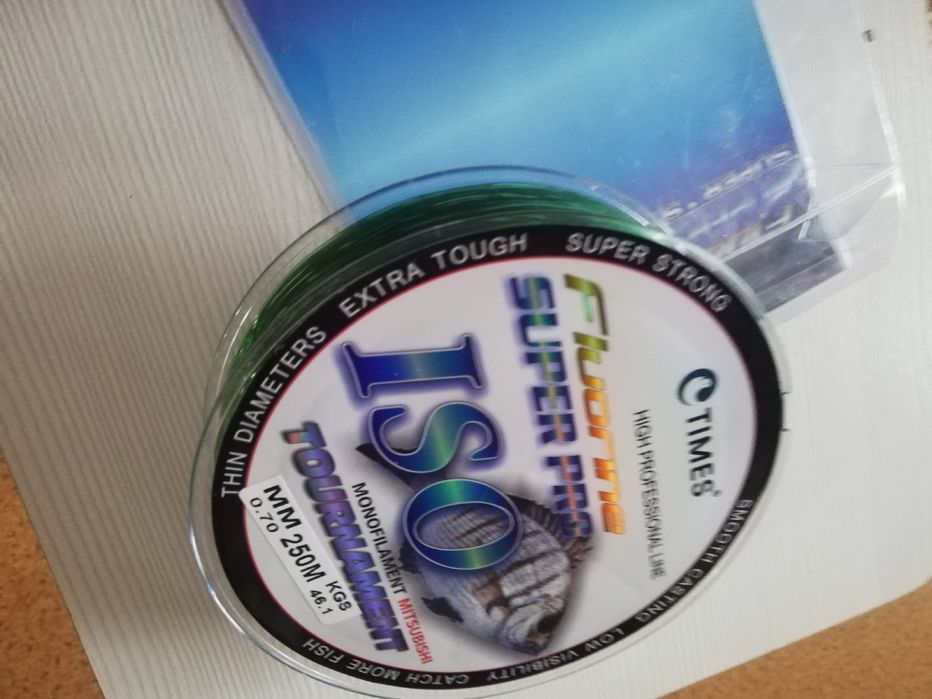 THIN DIAMETERS EXTRA TOUGH SUPER STRONG
TIMES®
HIGH PROFESSIONAL LINE
Fluorine
SUPER PRO
ISO
TOURNAMENT
MONOFILAMENT MITSUBISHI
MM 250M KGS
0.70 46.1
SMOOTH CASTING LOW VISIBILITY CATCH MORE FISH